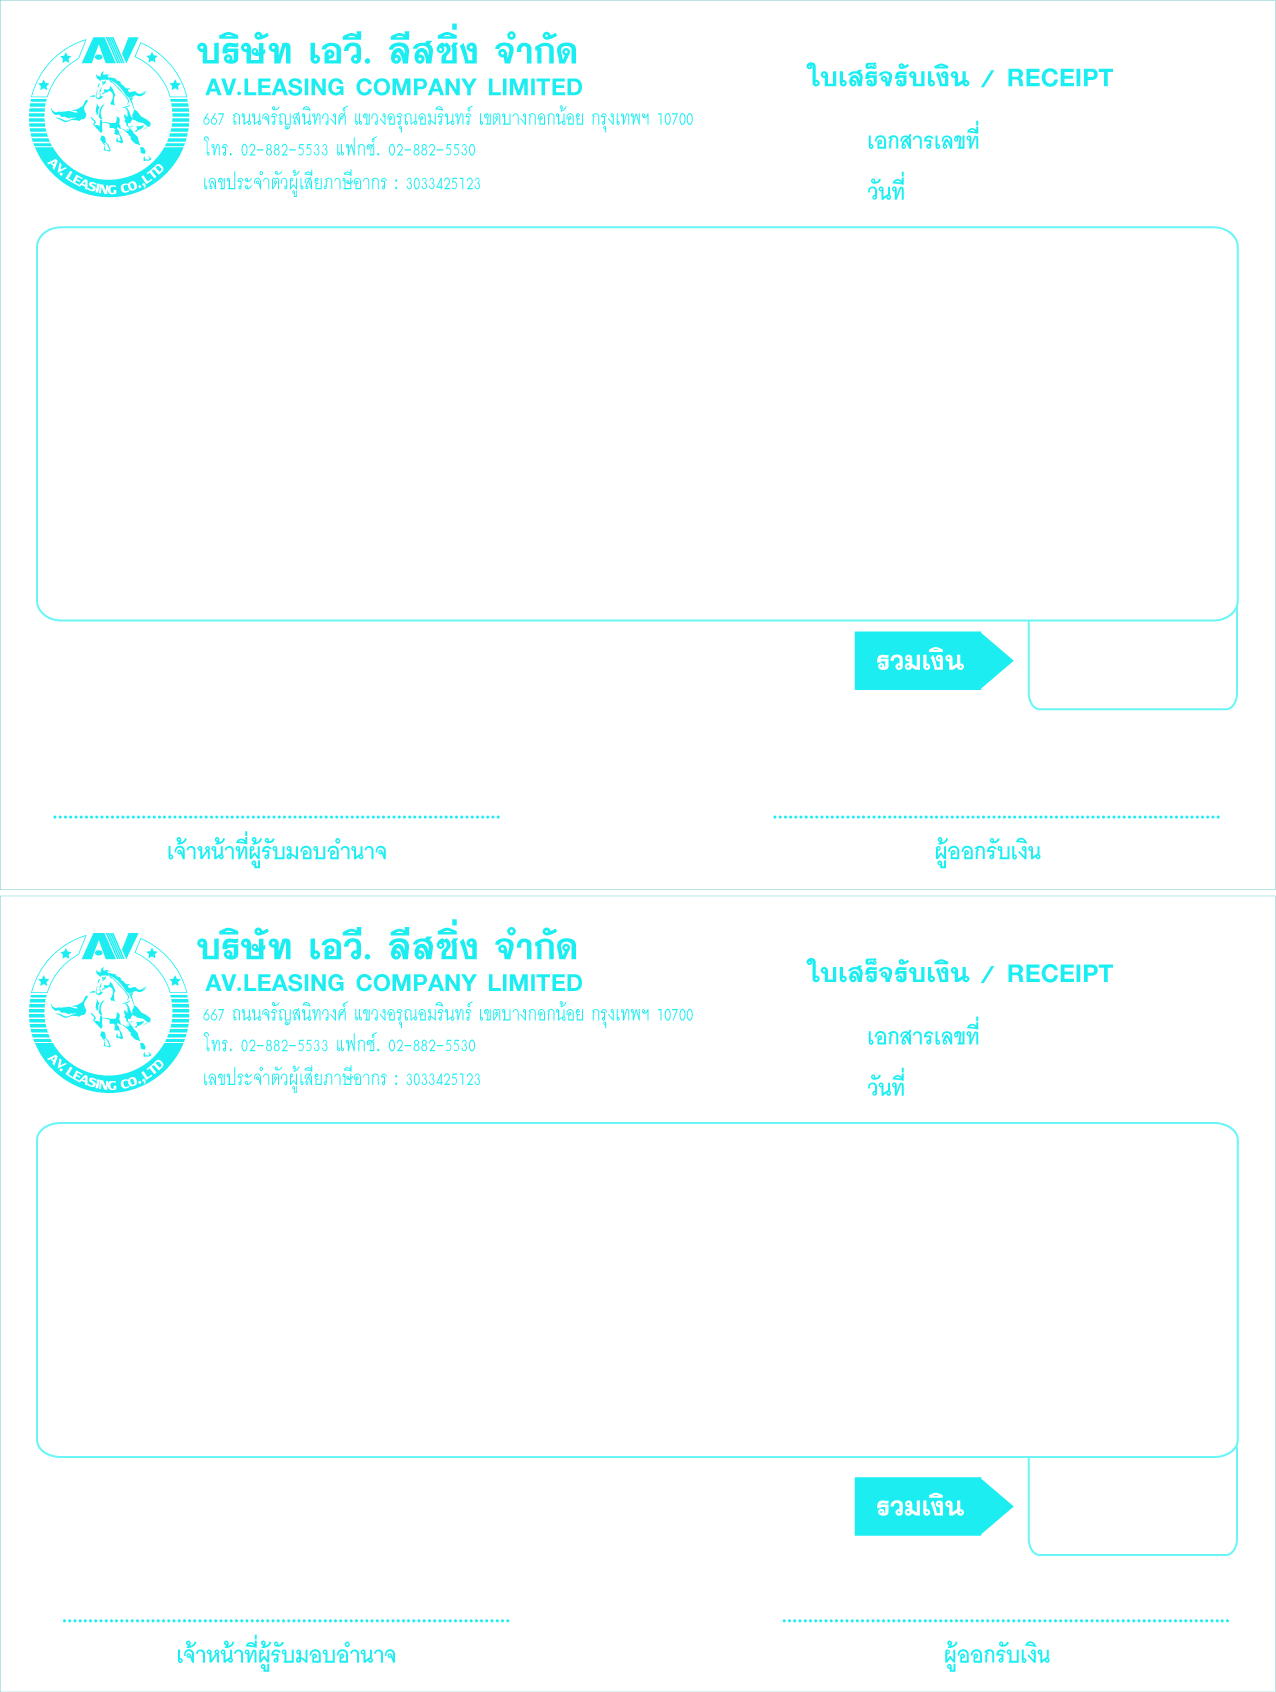 AV
AV. LEASING CO.,LTD
บริษัท เอวี. ลีสซิ่ง จำกัด
AV.LEASING COMPANY LIMITED
667 ถนนจรัญสนิทวงศ์ แขวงอรุณอมรินทร์ เขตบางกอกน้อย กรุงเทพฯ 10700
โทร. 02-882-5533 แฟกซ์. 02-882-5530
เลขประจำตัวผู้เสียภาษีอากร : 3033425123
ใบเสร็จรับเงิน / RECEIPT
เอกสารเลขที่
วันที่
รวมเงิน
เจ้าหน้าที่ผู้รับมอบอำนาจ
ผู้ออกรับเงิน
AV
AV. LEASING CO.,LTD
บริษัท เอวี. ลีสซิ่ง จำกัด
AV.LEASING COMPANY LIMITED
667 ถนนจรัญสนิทวงศ์ แขวงอรุณอมรินทร์ เขตบางกอกน้อย กรุงเทพฯ 10700
โทร. 02-882-5533 แฟกซ์. 02-882-5530
เลขประจำตัวผู้เสียภาษีอากร : 3033425123
ใบเสร็จรับเงิน / RECEIPT
เอกสารเลขที่
วันที่
รวมเงิน
เจ้าหน้าที่ผู้รับมอบอำนาจ
ผู้ออกรับเงิน